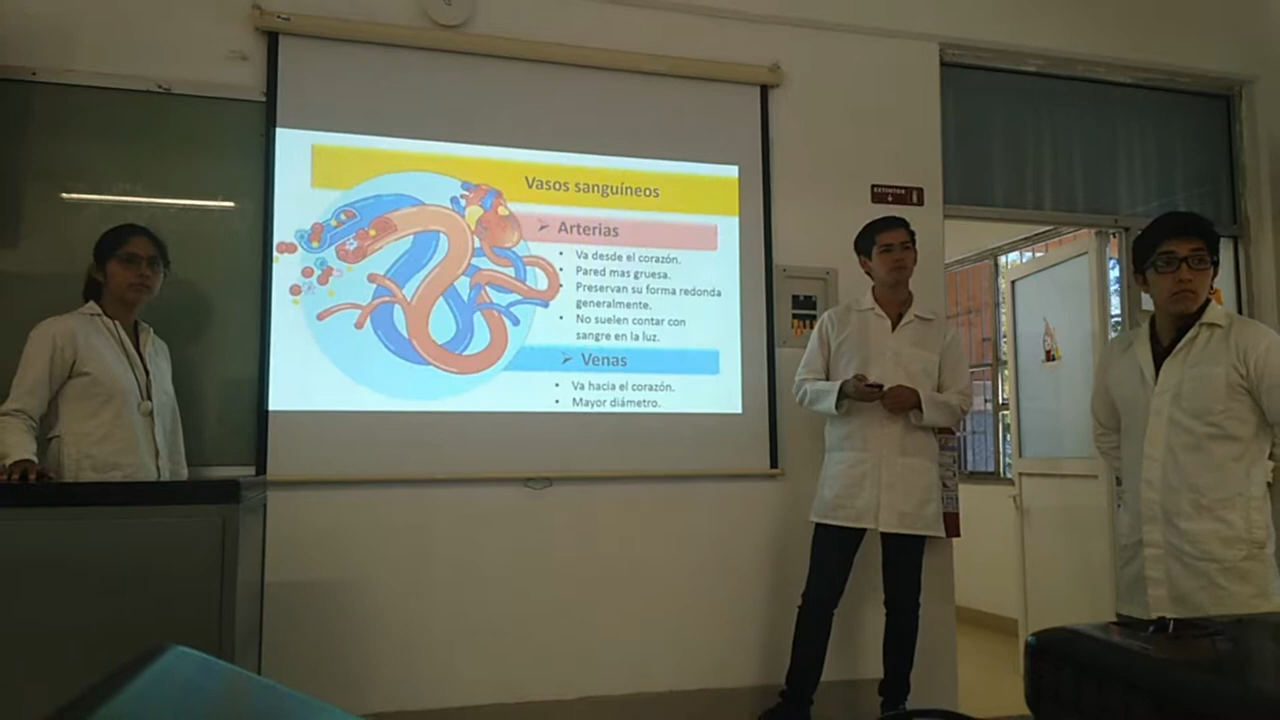 EXTINTOR
Vasos sanguíneos
➢ Arterias
• Va desde el corazón.
• Pared mas gruesa.
• Preservan su forma redonda
generalmente.
• No suelen contar con
sangre en la luz.
➢ Venas
• Va hacia el corazón.
• Mayor diámetro.